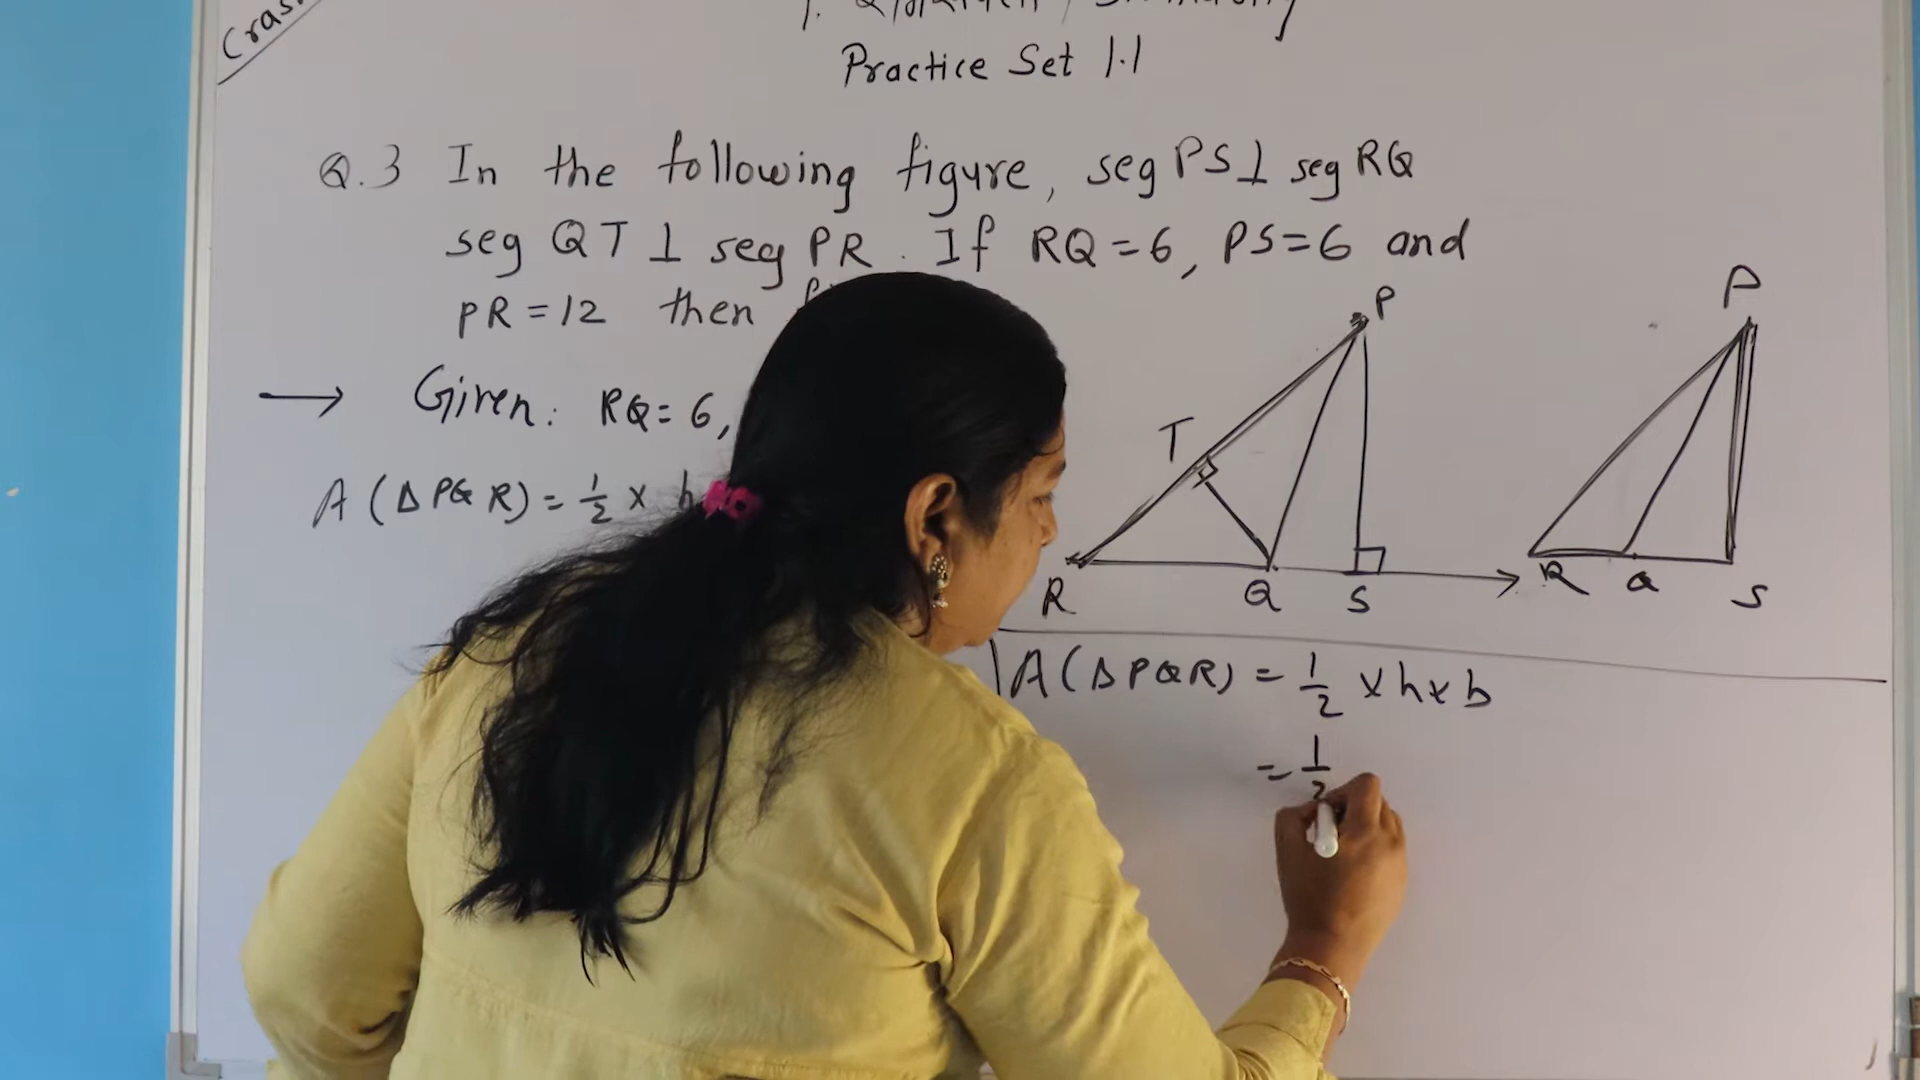 Practice Set 1.1
Q.3 In the following figure, seg PS⊥ seg RQ
seg QT ⊥ seg PR. If RQ=6, PS=6 and
PR=12 then
→ Given: RQ=6,
A(ΔPQR)=½ x h
P
T
R
Q
S
P
R
Q
S
A(ΔPQR) = ½ x h x b
= ½